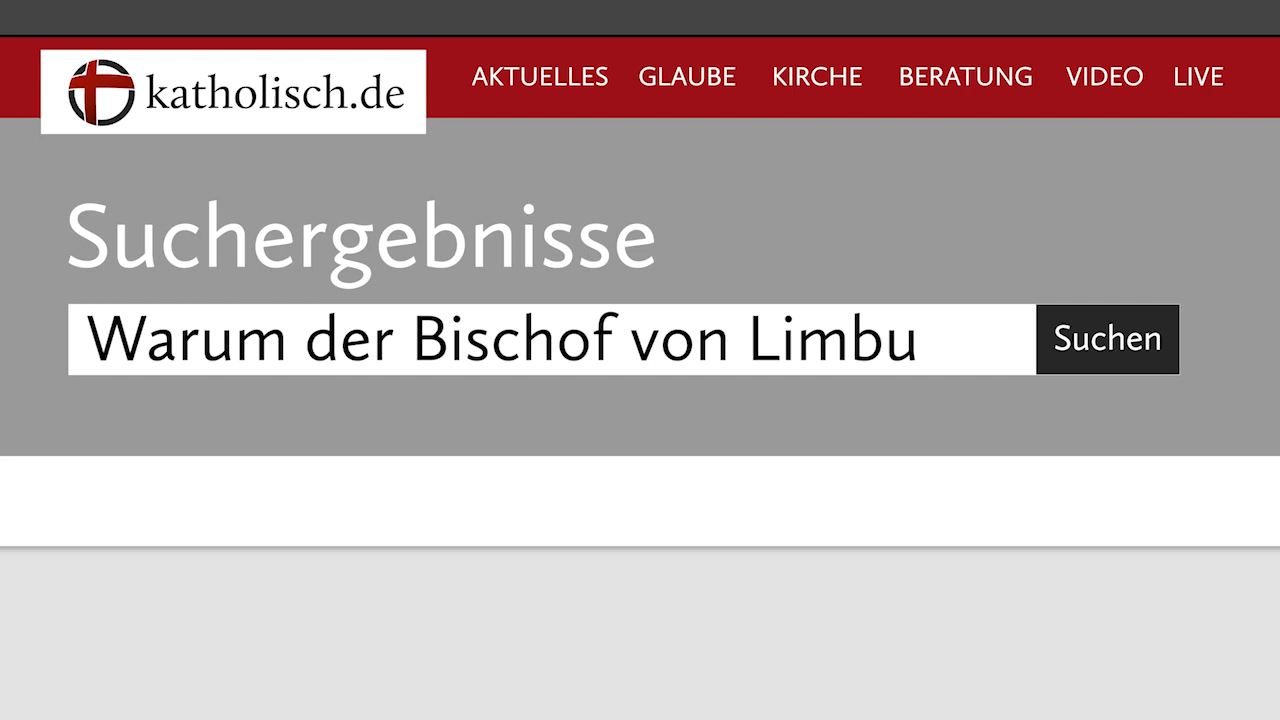 katholisch.de
AKTUELLES GLAUBE KIRCHE BERATUNG VIDEO LIVE
Suchergebnisse
Warum der Bischof von Limbu
Suchen